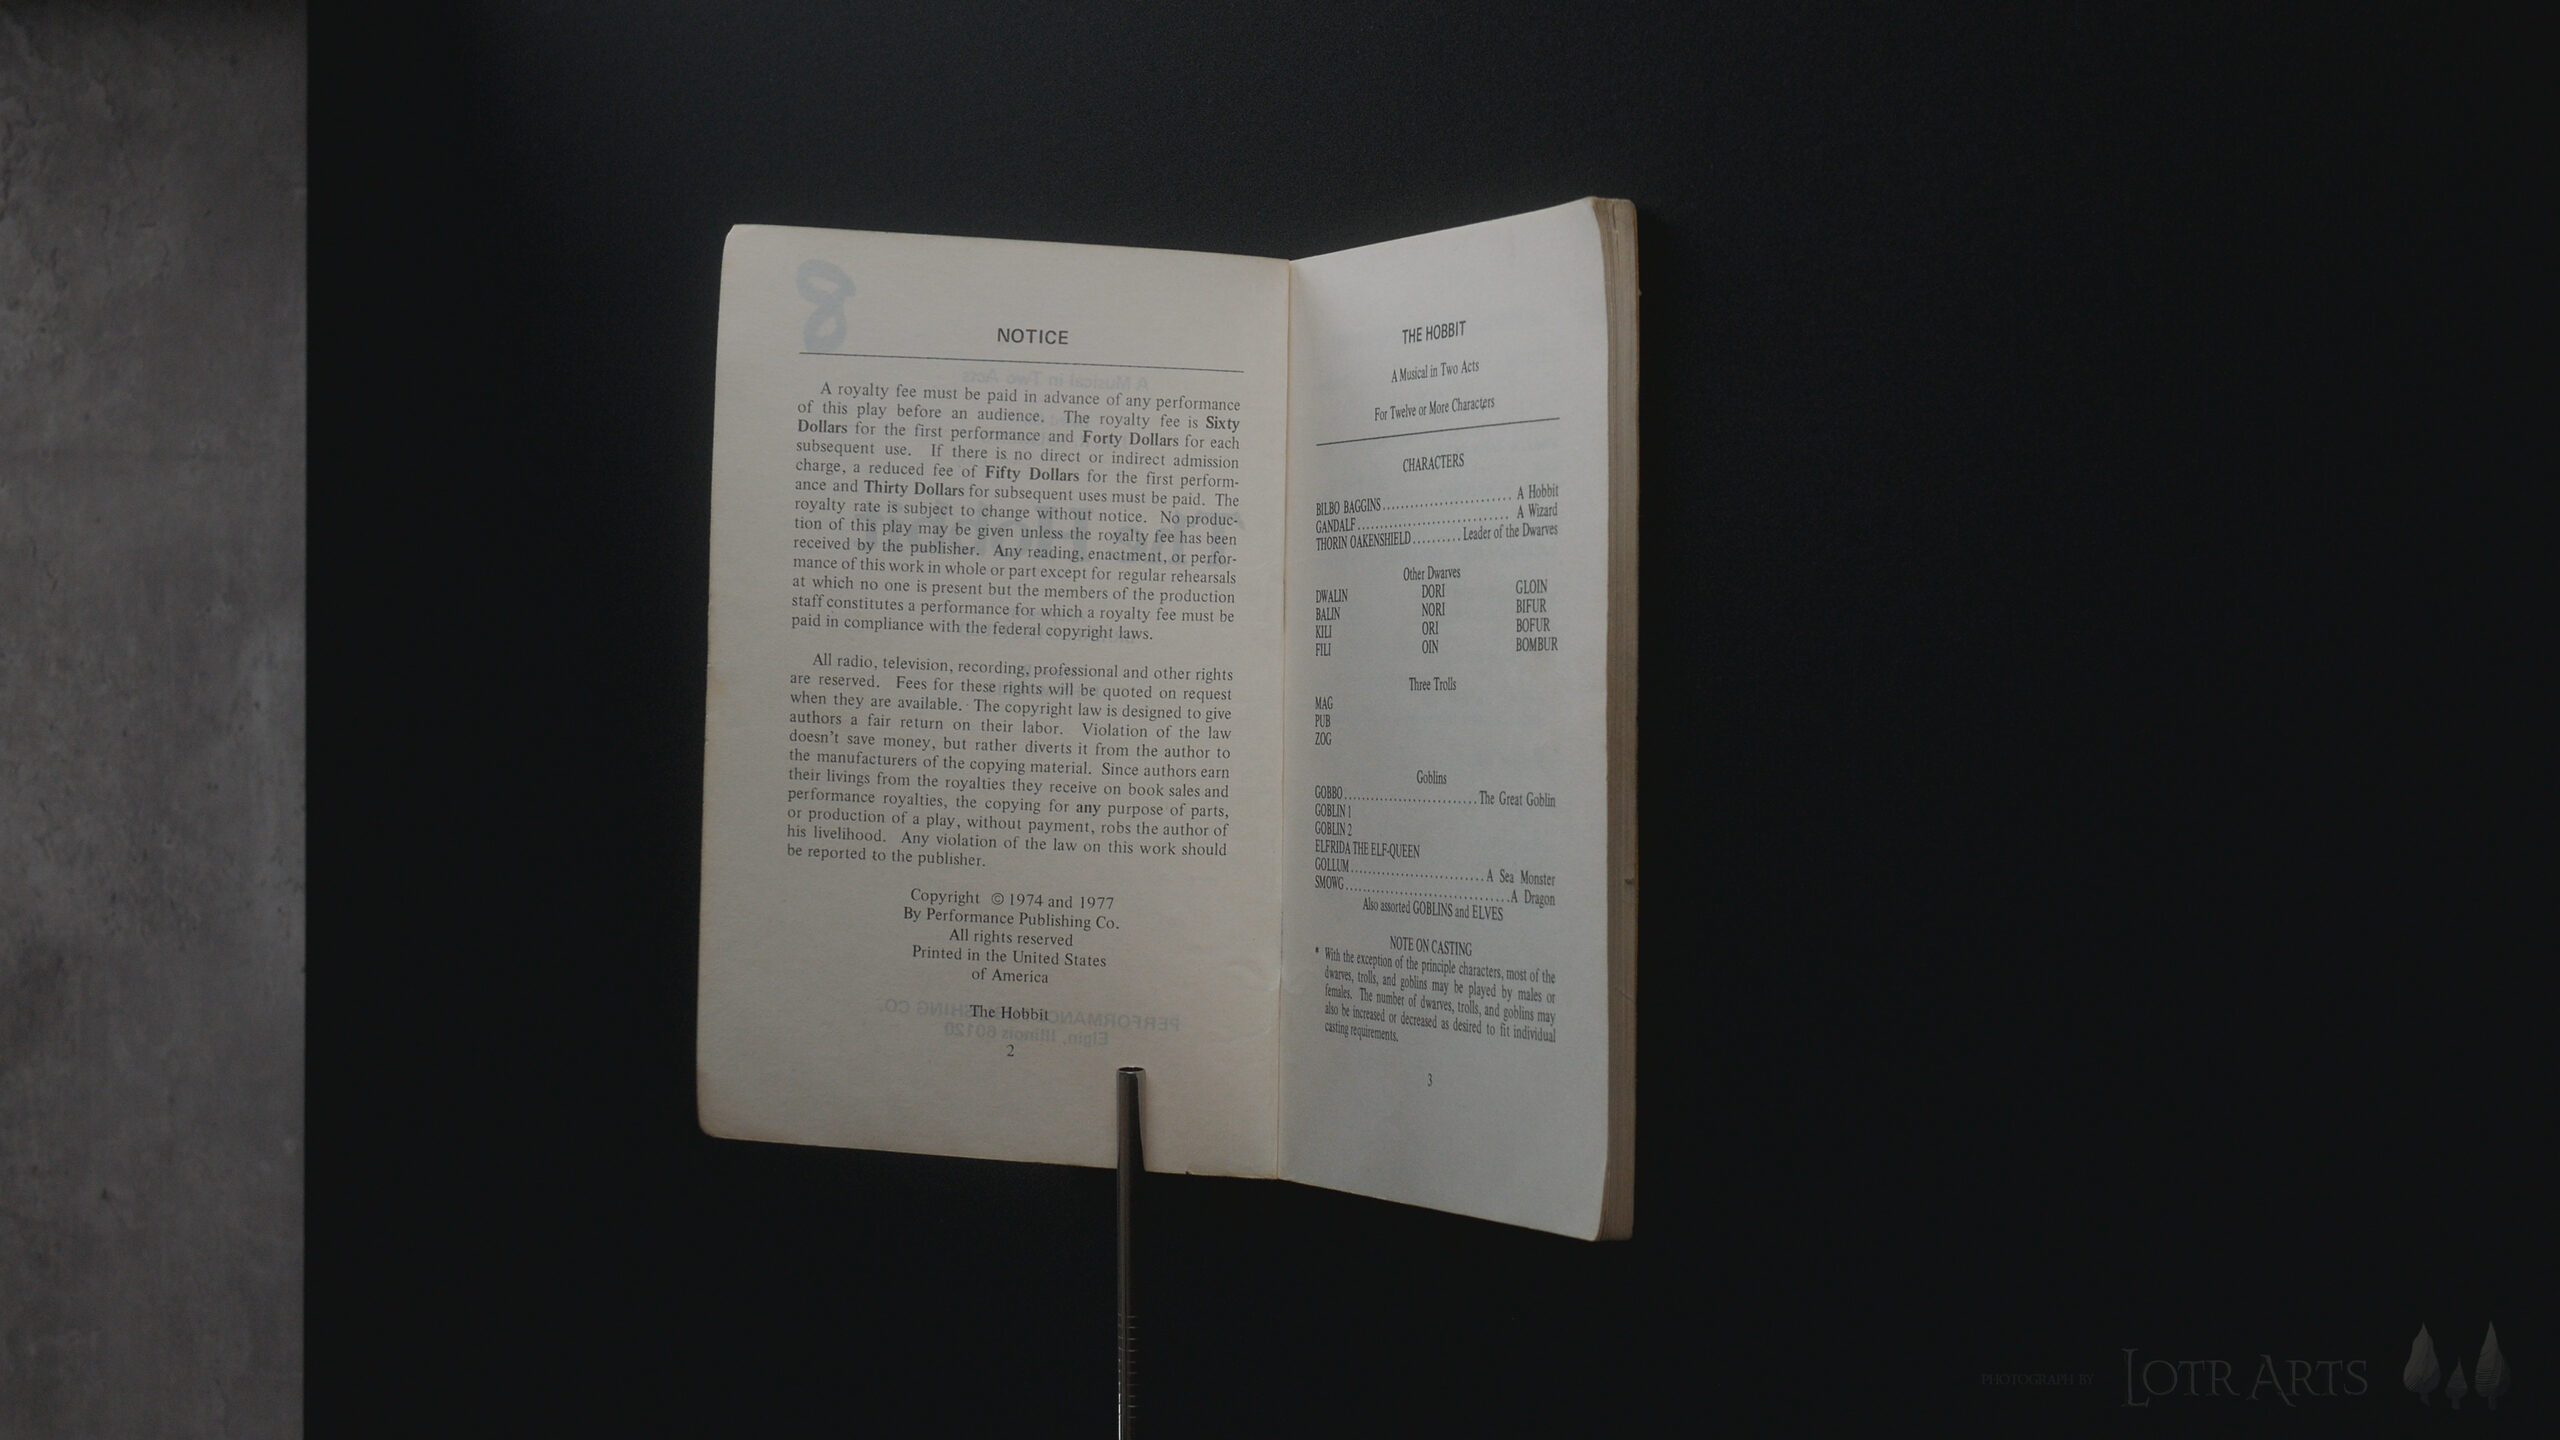 8
NOTICE
A royalty fee must be paid in advance of any performance
of this play before an audience. The royalty fee is Sixty
Dollars for the first performance and Forty Dollars for each
subsequent use. If there is no direct or indirect admission
charge, a reduced fee of Fifty Dollars for the first perform-
ance and Thirty Dollars for subsequent uses must be paid. The
royalty rate is subject to change without notice. No produc-
tion of this play may be given unless the royalty fee has been
received by the publisher. Any reading, enactment, or perfor-
mance of this work in whole or part except for regular rehearsals
at which no one is present but the members of the production
staff constitutes a performance for which a royalty fee must be
paid in compliance with the federal copyright laws.
All radio, television, recording, professional and other rights
are reserved. Fees for these rights will be quoted on request
when they are available. The copyright law is designed to give
authors a fair return on their labor. Violation of the law
doesn't save money, but rather diverts it from the author to
the manufacturers of the copying material. Since authors earn
their livings from the royalties they receive on book sales and
performance royalties, the copying for any purpose of parts,
or production of a play, without payment, robs the author of
his livelihood. Any violation of the law on this work should
be reported to the publisher.
Copyright © 1974 and 1977
By Performance Publishing Co.
All rights reserved
Printed in the United States
of America
The Hobbit
2
PERFORMANCE PUBLISHING CO.
Elgin, Illinois 60120
A Musical in Two Acts
THE HOBBIT
A Musical in Two Acts
For Twelve or More Characters
CHARACTERS
BILBO BAGGINS ............................. A Hobbit
GANDALF .................................. A Wizard
THORIN OAKENSHIELD .......... Leader of the Dwarves
Other Dwarves
DWALIN DORI GLOIN
BALIN NORI BIFUR
KILI ORI BOFUR
FILI OIN BOMBUR
Three Trolls
MAG
PUB
ZOG
Goblins
GOBBO ............................. The Great Goblin
GOBLIN 1
GOBLIN 2
ELFRIDA THE ELF-QUEEN
GOLLUM ............................. A Sea Monster
SMOWG .................................. A Dragon
Also assorted GOBLINS and ELVES
NOTE ON CASTING
* With the exception of the principle characters, most of the
dwarves, trolls, and goblins may be played by males or
females. The number of dwarves, trolls, and goblins may
also be increased or decreased as desired to fit individual
casting requirements.
3
PHOTOGRAPH BY LOTR ARTS